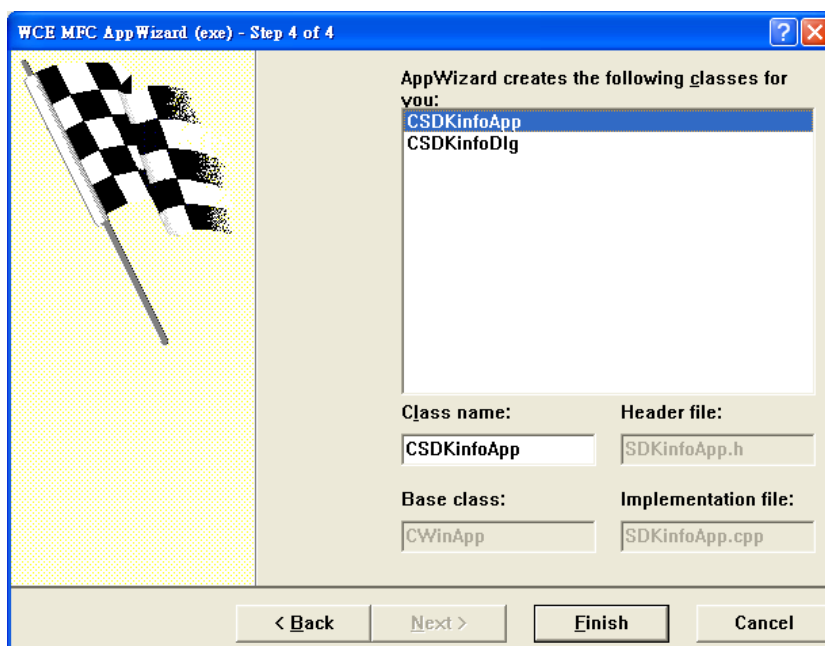 WCE MFC AppWizard (exe) - Step 4 of 4
AppWizard creates the following classes for
you:
CSDKinfoApp
CSDKinfoDlg
Class name:
Header file:
CSDKinfoApp
SDKinfoApp.h
Base class:
Implementation file:
CWinApp
SDKinfoApp.cpp
< Back
Next >
Finish
Cancel